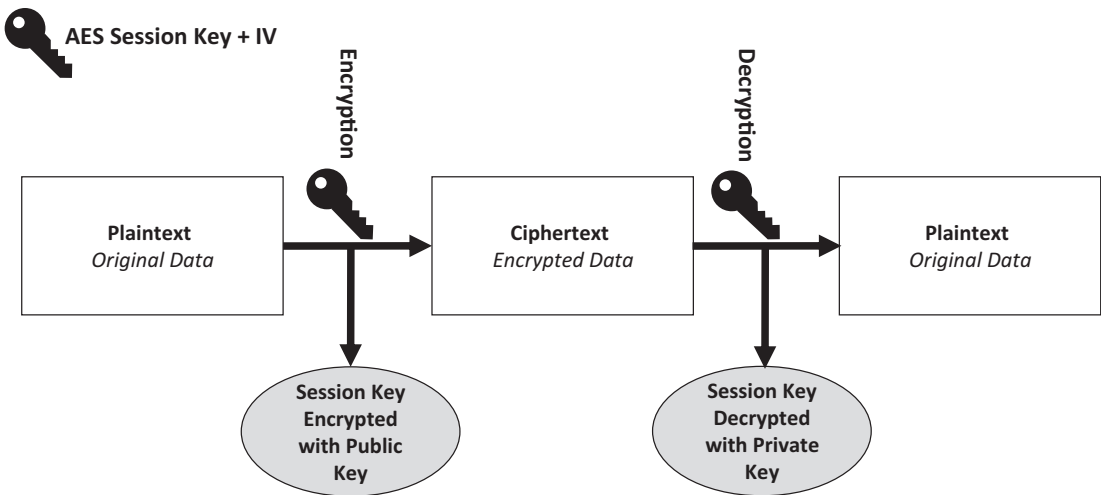 AES Session Key + IV
Encryption
Decryption
Plaintext
Original Data
Ciphertext
Encrypted Data
Plaintext
Original Data
Session Key
Encrypted
with Public
Key
Session Key
Decrypted
with Private
Key